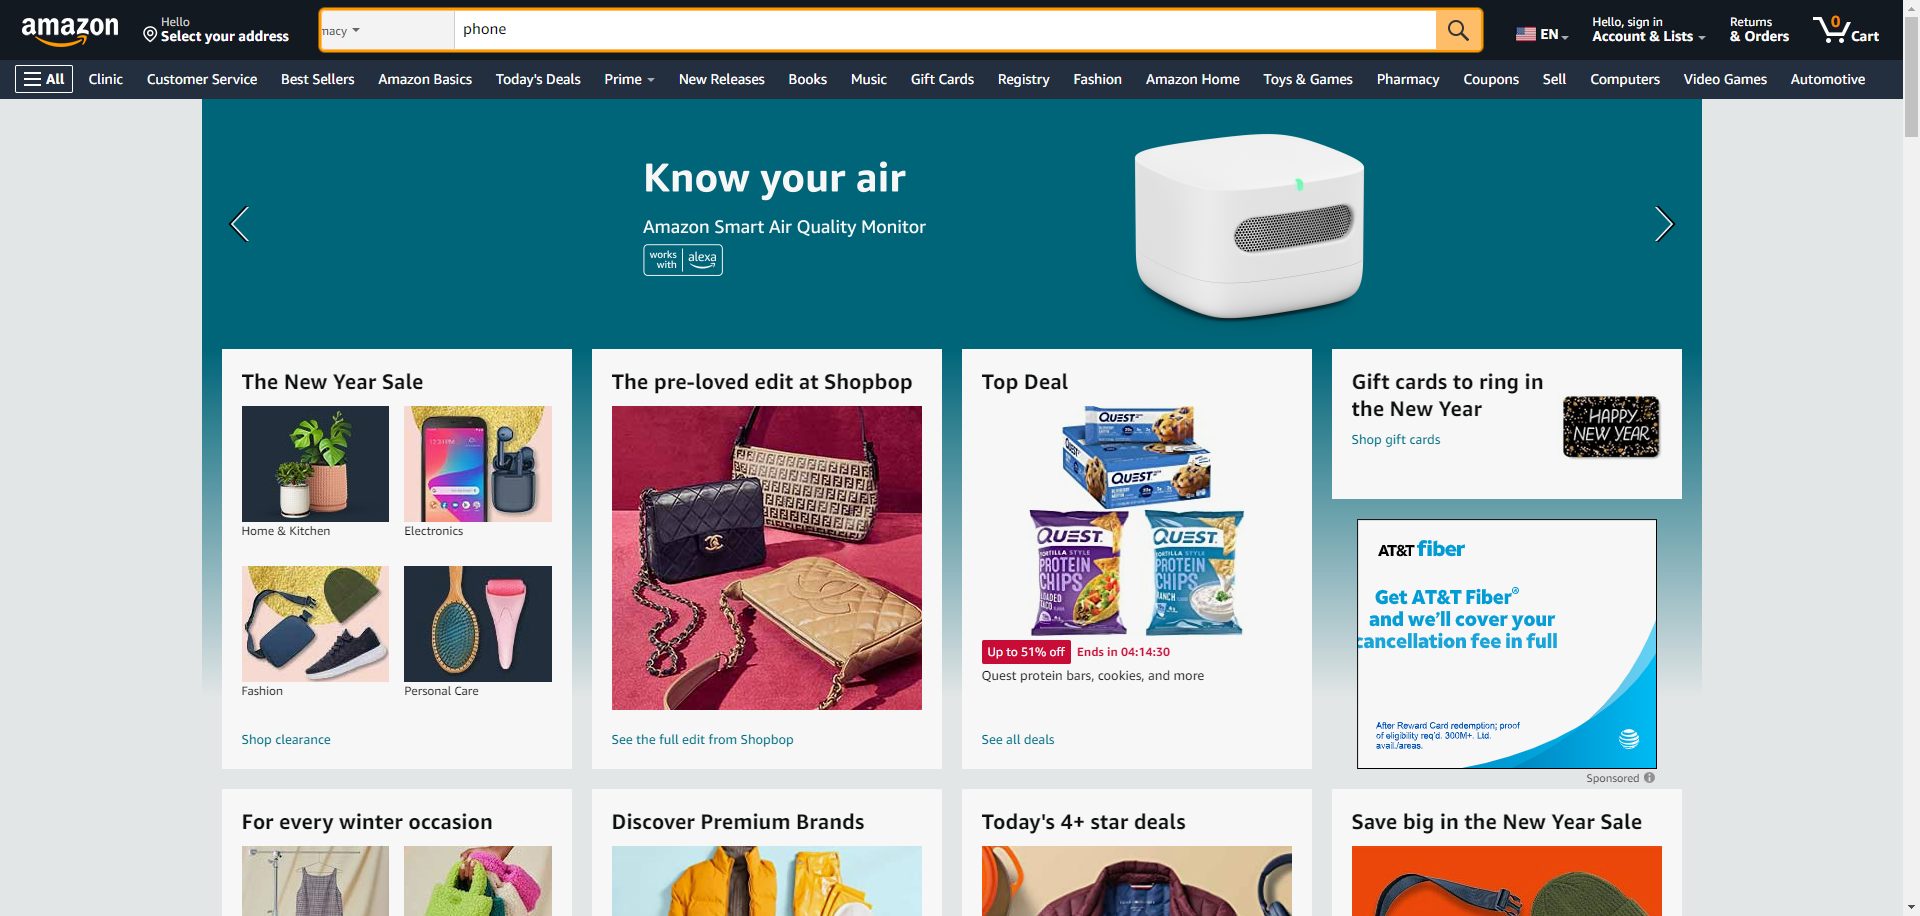 amazon
Hello
Select your address
macy
phone
EN
Hello, sign in
Account & Lists
Returns
& Orders
0
Cart
All
Clinic
Customer Service
Best Sellers
Amazon Basics
Today's Deals
Prime
New Releases
Books
Music
Gift Cards
Registry
Fashion
Amazon Home
Toys & Games
Pharmacy
Coupons
Sell
Computers
Video Games
Automotive
Know your air
Amazon Smart Air Quality Monitor
works with alexa
The New Year Sale
12:34 PM
Home & Kitchen
Electronics
Fashion
Personal Care
Shop clearance
The pre-loved edit at Shopbop
See the full edit from Shopbop
Top Deal
QUEST
QUEST
QUEST
TORTILLA STYLE
PROTEIN
CHIPS
LOADED
TACO
QUEST
TORTILLA STYLE
PROTEIN
CHIPS
RANCH
Up to 51% off
Ends in 04:14:30
Quest protein bars, cookies, and more
See all deals
Gift cards to ring in
the New Year
Shop gift cards
HAPPY
NEW YEAR
AT&T fiber
Get AT&T Fiber®
and we'll cover your
cancellation fee in full
After Reward Card redemption; proof
of eligibility req'd. 300M+. Ltd.
avail./areas.
Sponsored
For every winter occasion
Discover Premium Brands
Today's 4+ star deals
Save big in the New Year Sale